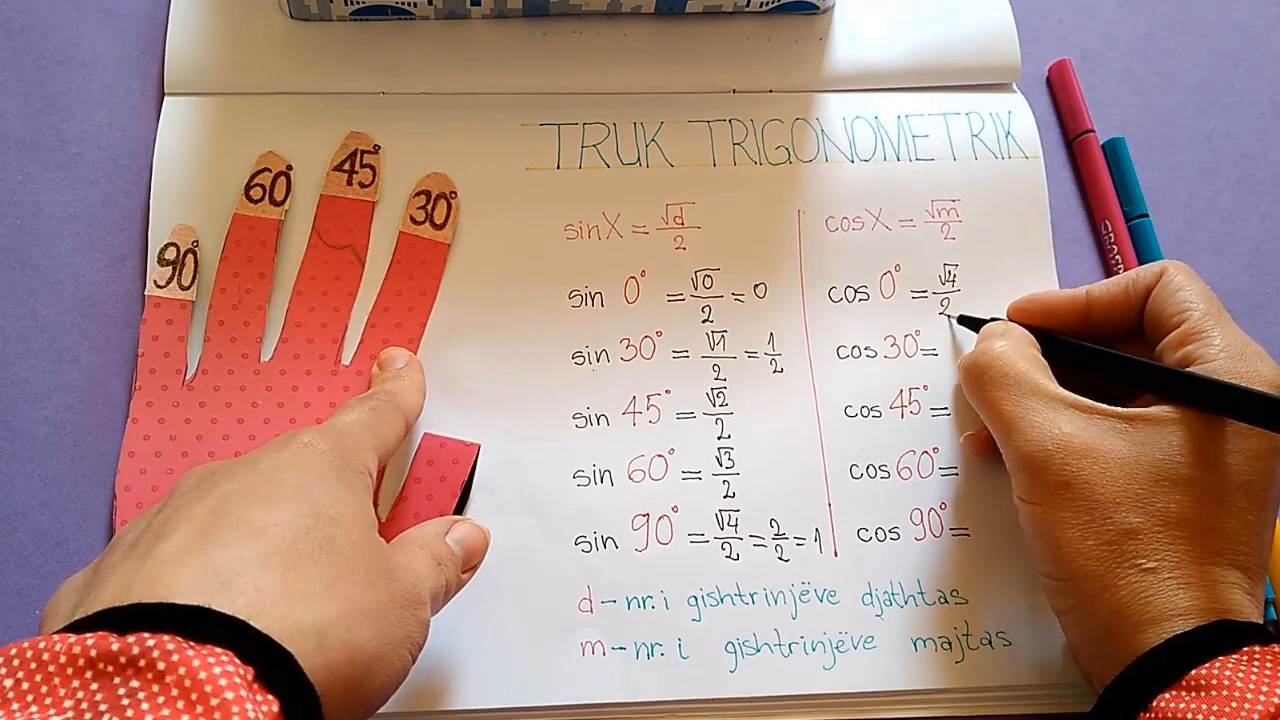 90°
60°
45°
30°
TRUK TRIGONOMETRIK
sinX = √d/2
sin 0° = √0/2 = 0
sin 30° = √1/2 = 1/2
sin 45° = √2/2
sin 60° = √3/2
sin 90° = √4/2 = 2/2 = 1
cosX = √m/2
cos 0° = √4/2
cos 30° =
cos 45° =
cos 60° =
cos 90° =
d – nr. i gishtrinjëve djathtas
m – nr. i gishtrinjëve majtas